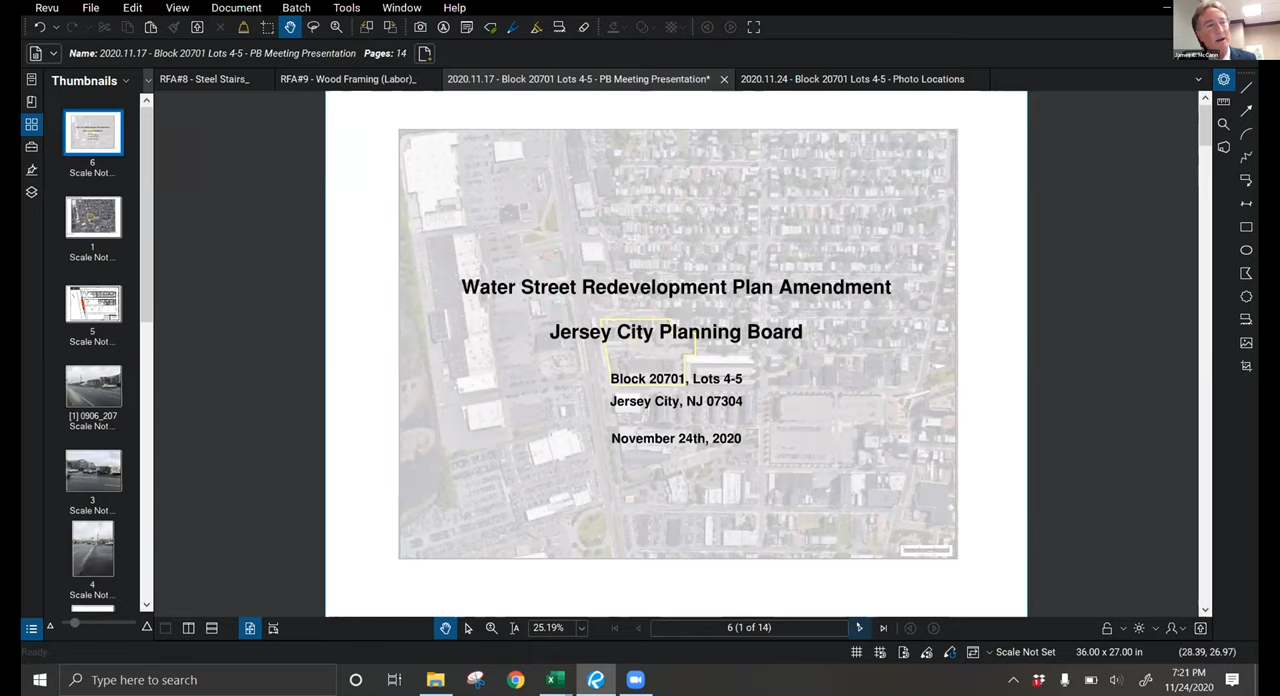 Revu File Edit View Document Batch Tools Window Help
Name: 2020.11.17 - Block 20701 Lots 4-5 - PB Meeting Presentation Pages: 14
Thumbnails
RFA#8 - Steel Stairs_
RFA#9 - Wood Framing (Labor)_
2020.11.17 - Block 20701 Lots 4-5 - PB Meeting Presentation*
2020.11.24 - Block 20701 Lots 4-5 - Photo Locations
James C. McCann
6
Scale Not...
1
Scale Not...
5
Scale Not...
[1] 0906_207
Scale Not...
3
Scale Not...
4
Scale Not...
Water Street Redevelopment Plan Amendment
Jersey City Planning Board
Block 20701, Lots 4-5
Jersey City, NJ 07304
November 24th, 2020
25.19%
6 (1 of 14)
Ready
Scale Not Set
36.00 x 27.00 in
(28.39, 26.97)
Type here to search
7:21 PM
11/24/2020